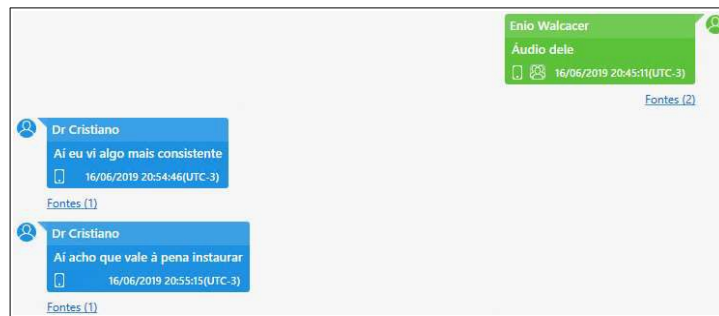 Enio Walcacer
Áudio dele
16/06/2019 20:45:11(UTC-3)
Fontes (2)
Dr Cristiano
Aí eu vi algo mais consistente
16/06/2019 20:54:46(UTC-3)
Fontes (1)
Dr Cristiano
Aí acho que vale à pena instaurar
16/06/2019 20:55:15(UTC-3)
Fontes (1)